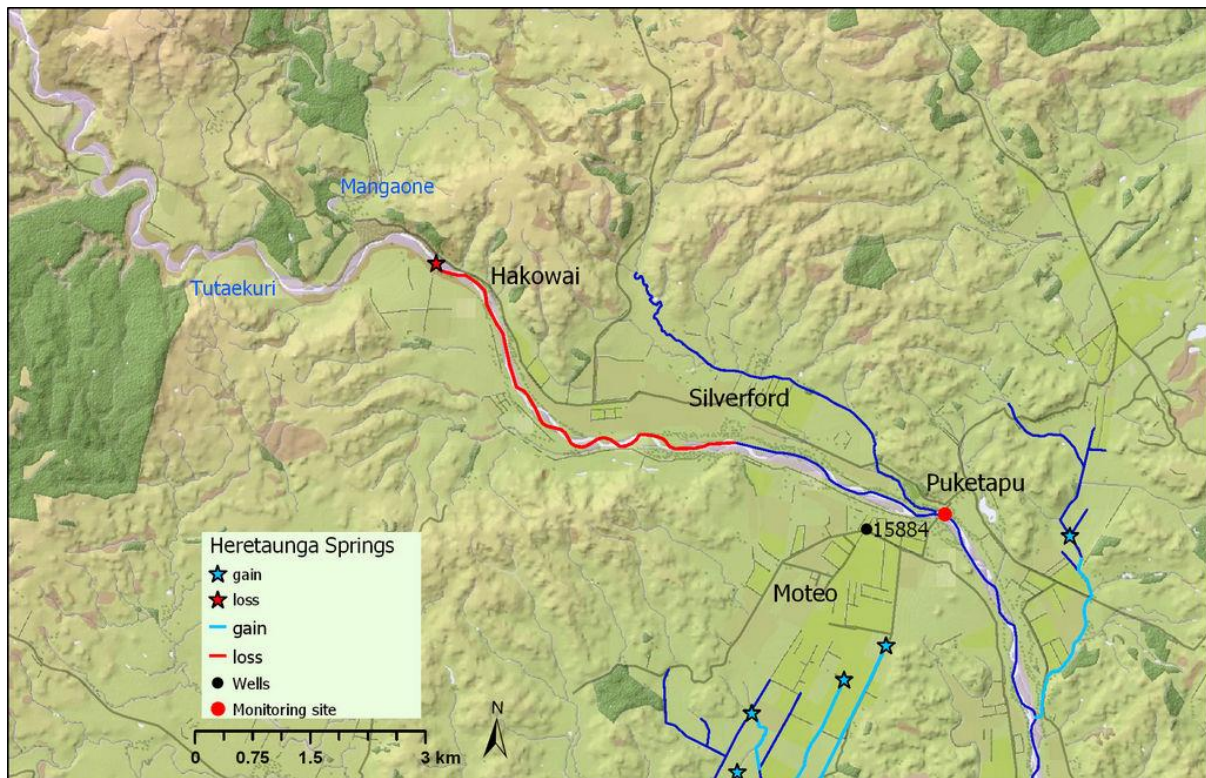 Mangaone
Hakowai
Tutaekuri
Silverford
Puketapu
15884
Moteo
Heretaunga Springs
gain
loss
gain
loss
Wells
Monitoring site
N
0 0.75 1.5 3 km